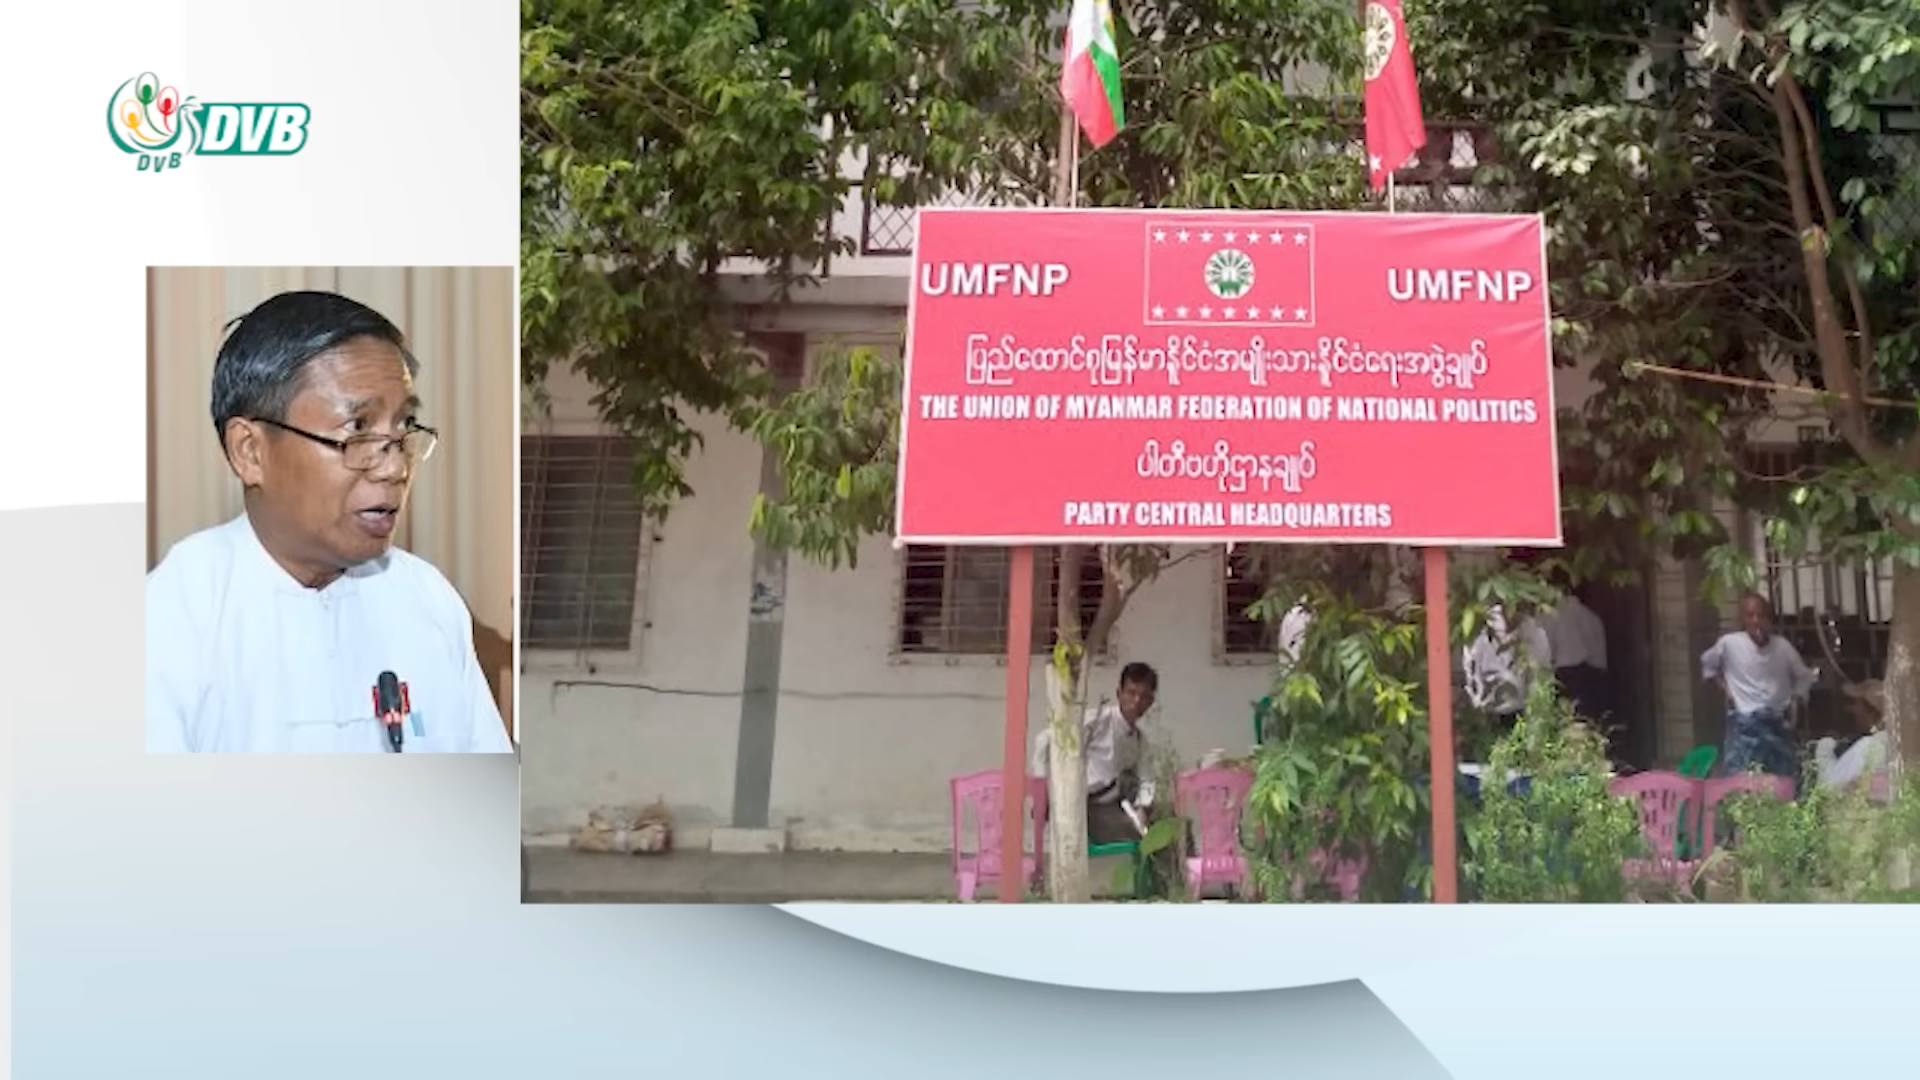 DVB
DVB
UMFNP
UMFNP
ပြည်ထောင်စုမြန်မာနိုင်ငံအမျိုးသားနိုင်ငံရေးအဖွဲ့ချုပ်
THE UNION OF MYANMAR FEDERATION OF NATIONAL POLITICS
ပါတီဗဟိုဌာနချုပ်
PARTY CENTRAL HEADQUARTERS